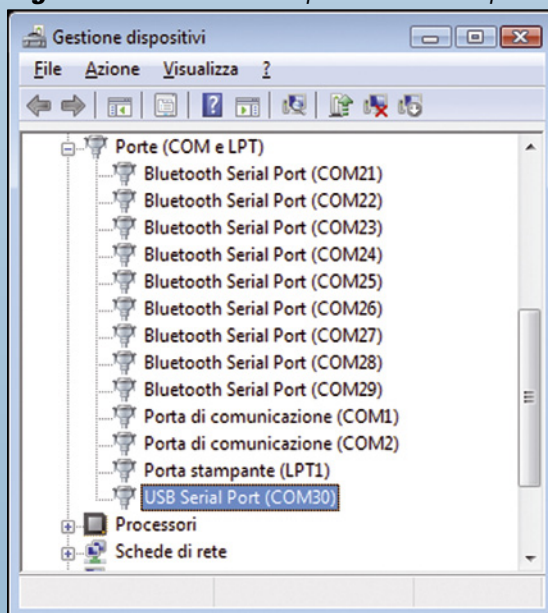 Gestione dispositivi
File Azione Visualizza ?
Porte (COM e LPT)
Bluetooth Serial Port (COM21)
Bluetooth Serial Port (COM22)
Bluetooth Serial Port (COM23)
Bluetooth Serial Port (COM24)
Bluetooth Serial Port (COM25)
Bluetooth Serial Port (COM26)
Bluetooth Serial Port (COM27)
Bluetooth Serial Port (COM28)
Bluetooth Serial Port (COM29)
Porta di comunicazione (COM1)
Porta di comunicazione (COM2)
Porta stampante (LPT1)
USB Serial Port (COM30)
Processori
Schede di rete